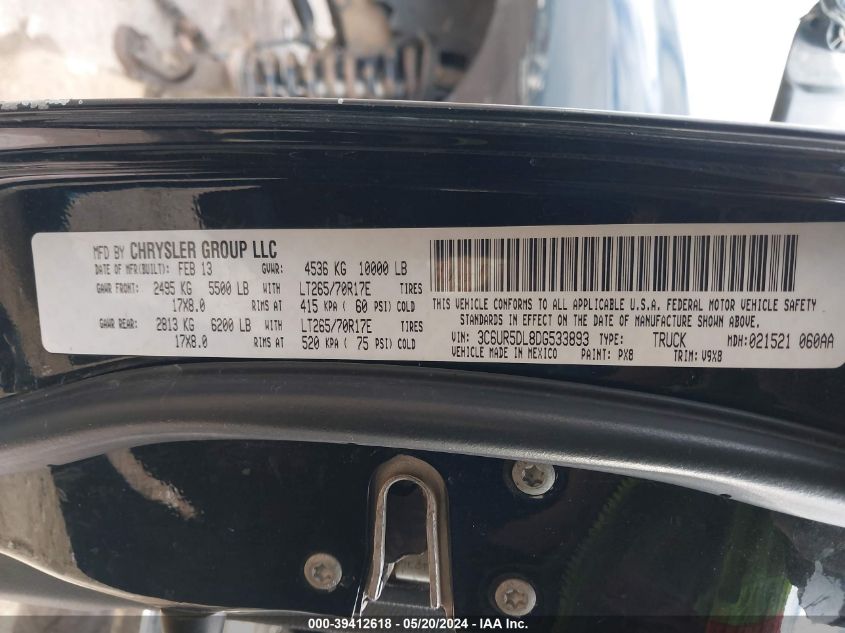 MFD BY CHRYSLER GROUP LLC
DATE OF MFR(BUILT): FEB 13 GVWR: 4536 KG 10000 LB
GAWR FRONT: 2495 KG 5500 LB WITH LT265/70R17E TIRES
17X8.0 RIMS AT 415 KPA ( 60 PSI) COLD
GAWR REAR: 2813 KG 6200 LB WITH LT265/70R17E TIRES
17X8.0 RIMS AT 520 KPA ( 75 PSI) COLD
THIS VEHICLE CONFORMS TO ALL APPLICABLE U.S.A. FEDERAL MOTOR VEHICLE SAFETY
STANDARDS IN EFFECT ON THE DATE OF MANUFACTURE SHOWN ABOVE.
VIN: 3C6UR5DL8DG533893 TYPE: TRUCK MDH: 021521 060AA
VEHICLE MADE IN MEXICO PAINT: PX8 TRIM: V9X8
000-39412618 - 05/20/2024 - IAA Inc.